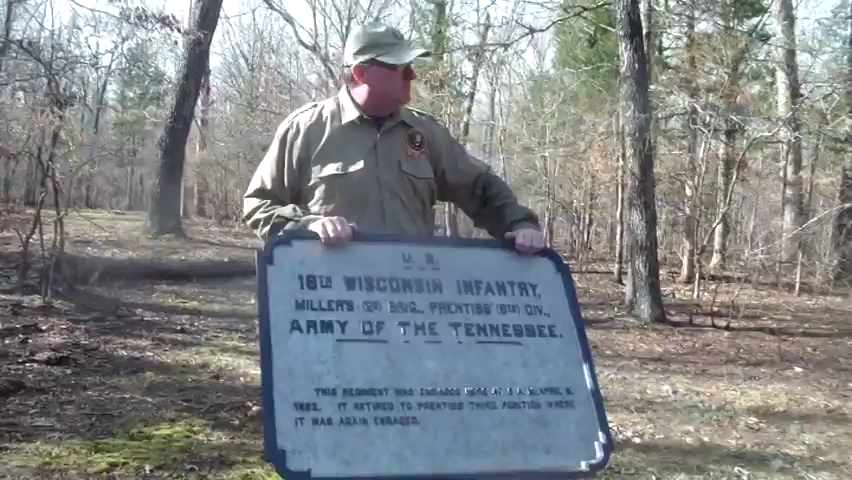 U. S.
18TH WISCONSIN INFANTRY,
MILLER'S (2D) BRIG., PRENTISS' (6TH) DIV.,
ARMY OF THE TENNESSEE.
THIS REGIMENT WAS ENGAGED HERE AT 9 A.M. APRIL 6,
1862. IT RETIRED TO PRENTISS' THIRD POSITION WHERE
IT WAS AGAIN ENGAGED.